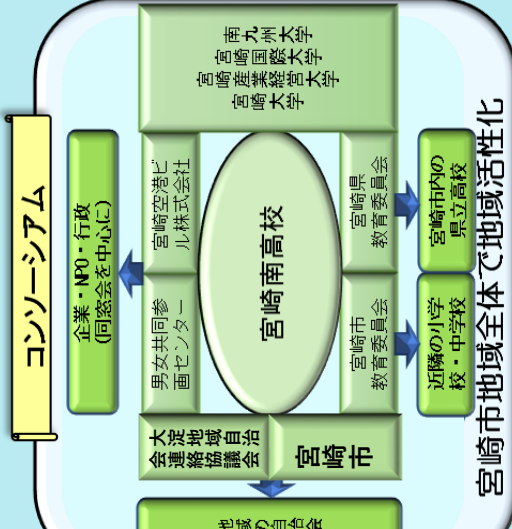 コンソーシアム
企業・NPO・行政
(同窓会を中心に)
南九州大学
宮崎国際大学
宮崎産業経営大学
宮崎大学
宮崎空港ビ
ル株式会社
男女共同参
画センター
宮崎南高校
宮崎県
教育委員会
宮崎市
教育委員会
宮崎市内の
県立高校
近隣の小学
校・中学校
大淀地域自治
会連絡協議会
宮崎市
地域の自治会
宮崎市地域全体で地域活性化